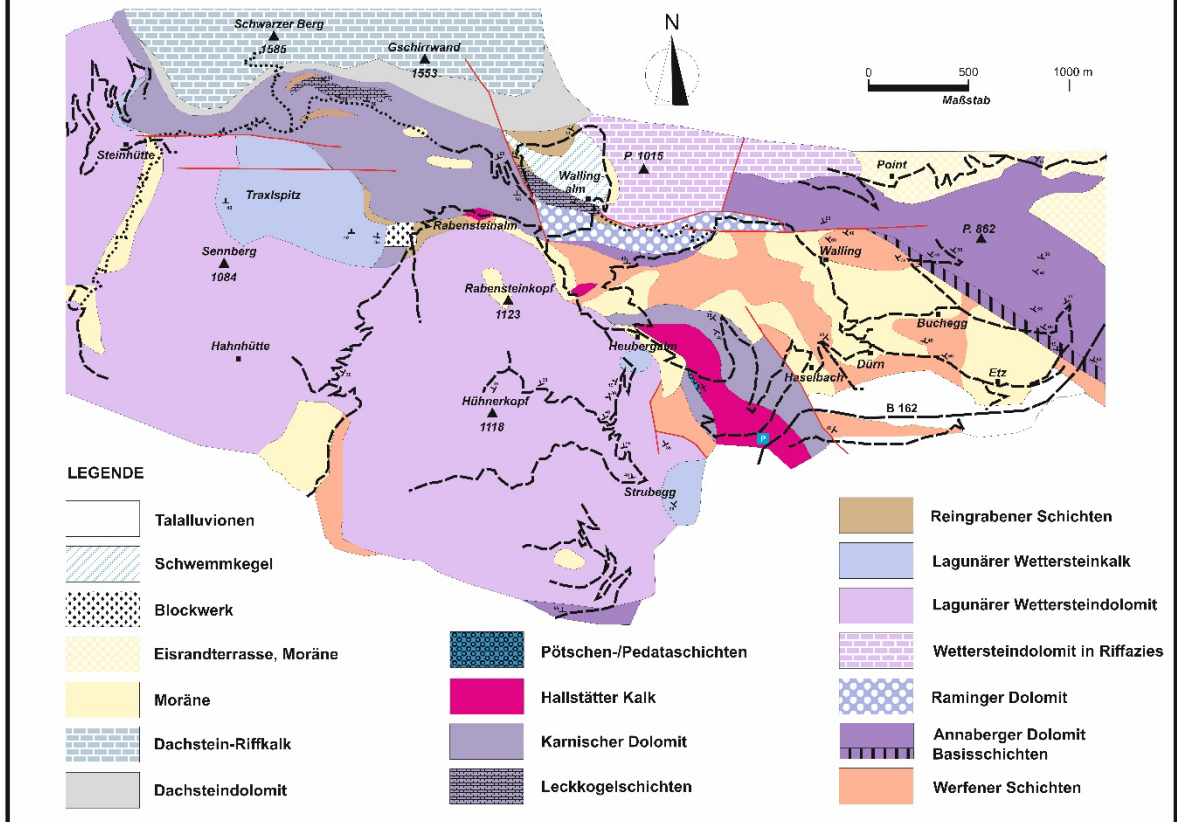 Schwarzer Berg
1585
Gschirrwand
1553
N
0 500 1000 m
Maßstab
Steinhütte
P. 1015
Point
Walling-
alm
Traxlspitz
Rabensteinalm
P. 862
Sennberg
1084
Walling
Rabensteinkopf
1123
Buchegg
Hahnhütte
Heubergalm
Dürn
Haselbach
Etz
Hühnerkopf
1118
B 162
P
Strubegg
LEGENDE
Talalluvionen
Schwemmkegel
Blockwerk
Eisrandterrasse, Moräne
Moräne
Dachstein-Riffkalk
Dachsteindolomit
Pötschen-/Pedataschichten
Hallstätter Kalk
Karnischer Dolomit
Leckkogelschichten
Reingrabener Schichten
Lagunärer Wettersteinkalk
Lagunärer Wettersteindolomit
Wettersteindolomit in Riffazies
Raminger Dolomit
Annaberger Dolomit
Basisschichten
Werfener Schichten